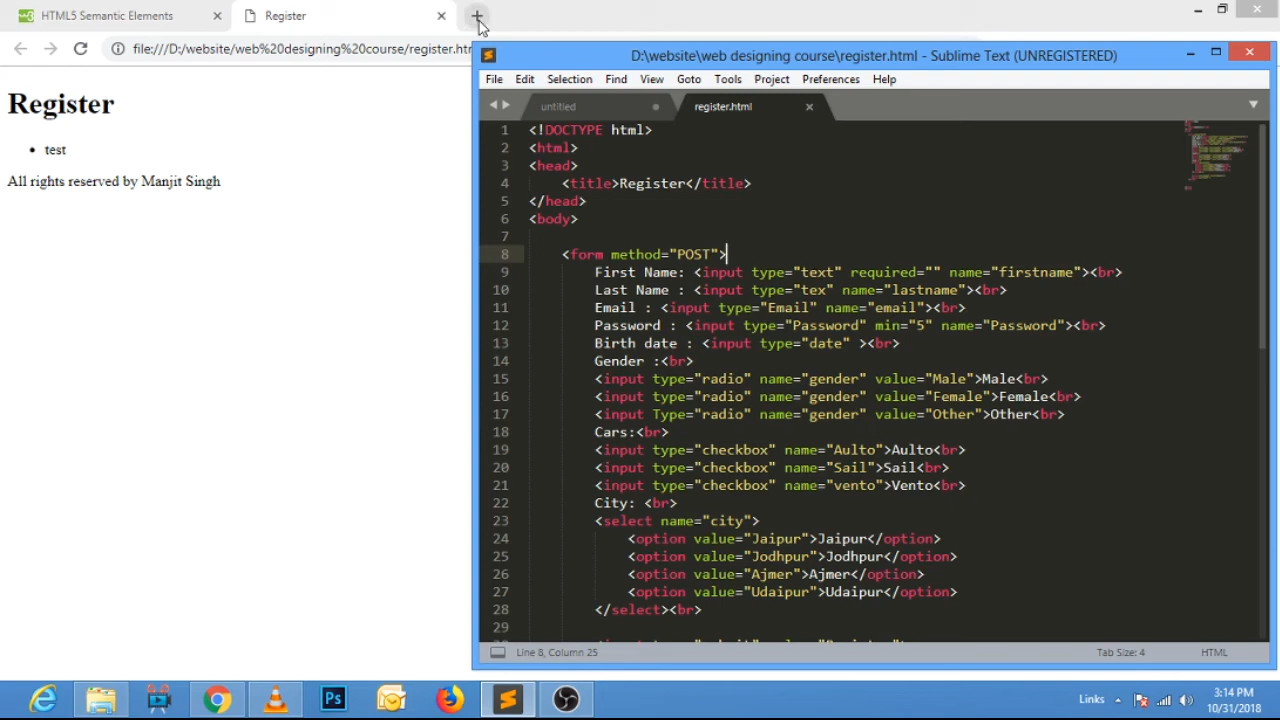 HTML5 Semantic Elements
Register
file:///D:/website/web%20designing%20course/register.htm
Register
test
All rights reserved by Manjit Singh
D:\website\web designing course\register.html - Sublime Text (UNREGISTERED)
File Edit Selection Find View Goto Tools Project Preferences Help
untitled
register.html
1 <!DOCTYPE html>
2 <html>
3 <head>
4 <title>Register</title>
5 </head>
6 <body>
7
8 <form method="POST">
9 First Name: <input type="text" required="" name="firstname"><br>
10 Last Name : <input type="tex" name="lastname"><br>
11 Email : <input type="Email" name="email"><br>
12 Password : <input type="Password" min="5" name="Password"><br>
13 Birth date : <input type="date" ><br>
14 Gender :<br>
15 <input type="radio" name="gender" value="Male">Male<br>
16 <input type="radio" name="gender" value="Female">Female<br>
17 <input Type="radio" name="gender" value="Other">Other<br>
18 Cars:<br>
19 <input type="checkbox" name="Aulto">Aulto<br>
20 <input type="checkbox" name="Sail">Sail<br>
21 <input type="checkbox" name="vento">Vento<br>
22 City: <br>
23 <select name="city">
24 <option value="Jaipur">Jaipur</option>
25 <option value="Jodhpur">Jodhpur</option>
26 <option value="Ajmer">Ajmer</option>
27 <option value="Udaipur">Udaipur</option>
28 </select><br>
29
Line 8, Column 25
Tab Size: 4
HTML
Ps
Links
3:14 PM
10/31/2018